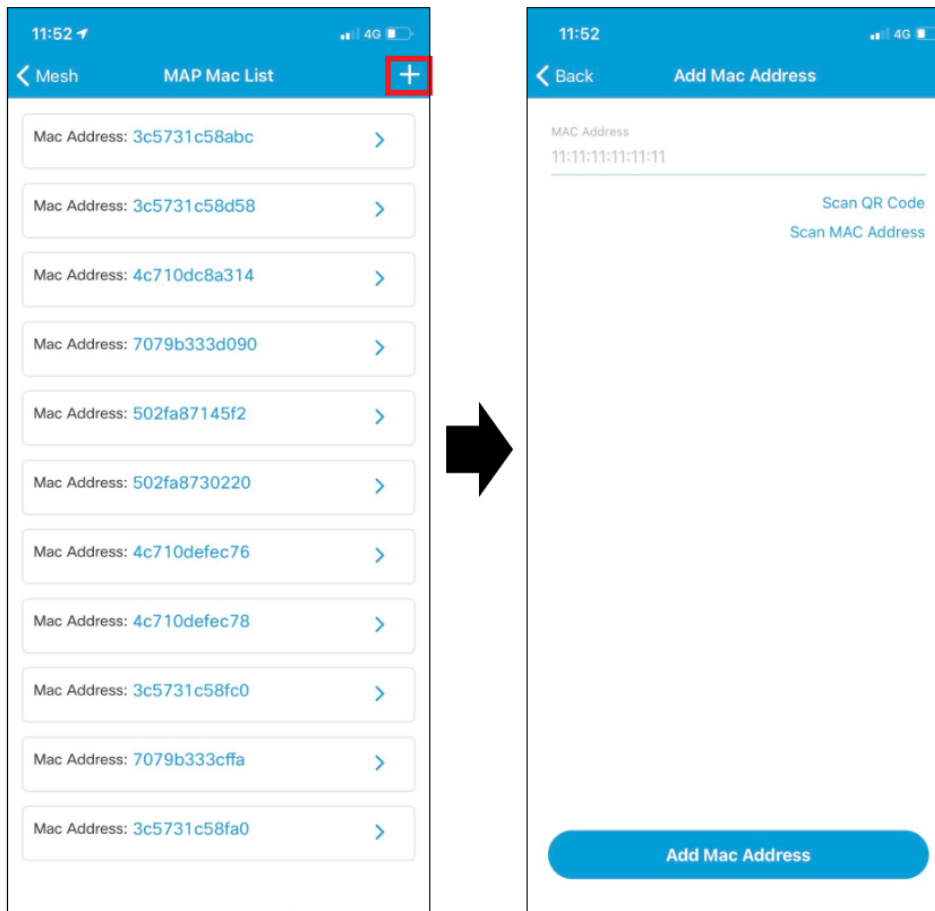 11:52 4G
Mesh MAP Mac List +
Mac Address: 3c5731c58abc
Mac Address: 3c5731c58d58
Mac Address: 4c710dc8a314
Mac Address: 7079b333d090
Mac Address: 502fa87145f2
Mac Address: 502fa8730220
Mac Address: 4c710defec76
Mac Address: 4c710defec78
Mac Address: 3c5731c58fc0
Mac Address: 7079b333cffa
Mac Address: 3c5731c58fa0
11:52 4G
Back Add Mac Address
MAC Address
11:11:11:11:11:11
Scan QR Code
Scan MAC Address
Add Mac Address